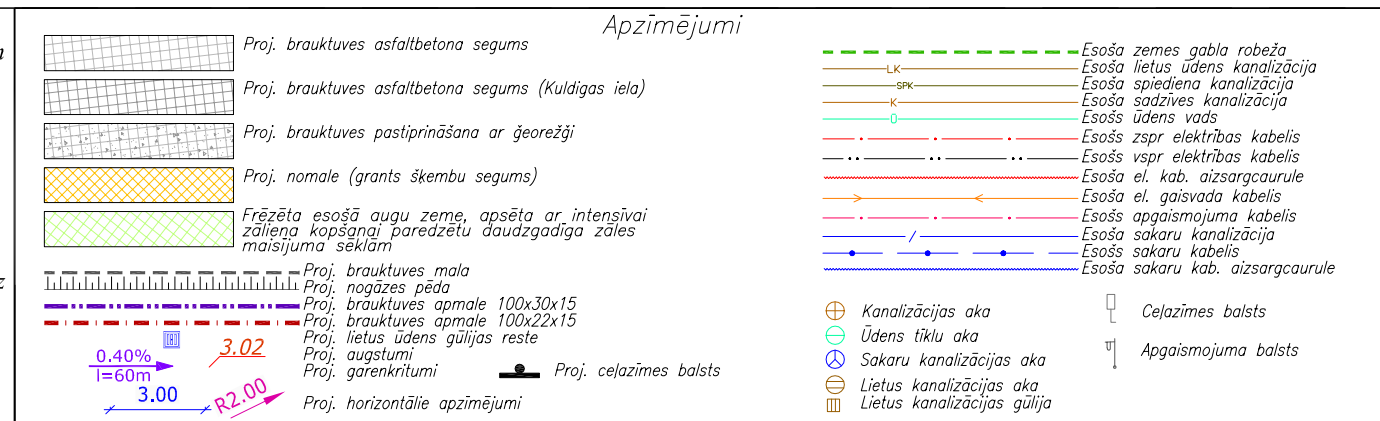 Apzīmējumi
Proj. brauktuves asfaltbetona segums
Proj. brauktuves asfaltbetona segums (Kuldīgas iela)
Proj. brauktuves pastiprināšana ar ģeorežģi
Proj. nomale (grants šķembu segums)
Frēzēta esošā augu zeme, apsēta ar intensīvai
zāliena kopšanai paredzētu daudzgadīga zāles
maisījuma sēklām
Proj. brauktuves mala
Proj. nogāzes pēda
Proj. brauktuves apmale 100x30x15
Proj. brauktuves apmale 100x22x15
Proj. lietus ūdens gūlijas reste
Proj. augstumi
3.02
0.40%
l=60m
Proj. garenkritumi
Proj. ceļazīmes balsts
3.00
R2.00
Proj. horizontālie apzīmējumi
Esoša zemes gabla robeža
LK
Esoša lietus ūdens kanalizācija
SPK
Esoša spiediena kanalizācija
K
Esoša sadzīves kanalizācija
Esošs ūdens vads
Esošs zspr elektrības kabelis
Esošs vspr elektrības kabelis
Esoša el. kab. aizsargcaurule
Esoša el. gaisvada kabelis
Esošs apgaismojuma kabelis
Esoša sakaru kanalizācija
Esošs sakaru kabelis
Esoša sakaru kab. aizsargcaurule
Kanalizācijas aka
Ūdens tīklu aka
Sakaru kanalizācijas aka
Lietus kanalizācijas aka
Lietus kanalizācijas gūlija
Ceļazīmes balsts
Apgaismojuma balsts